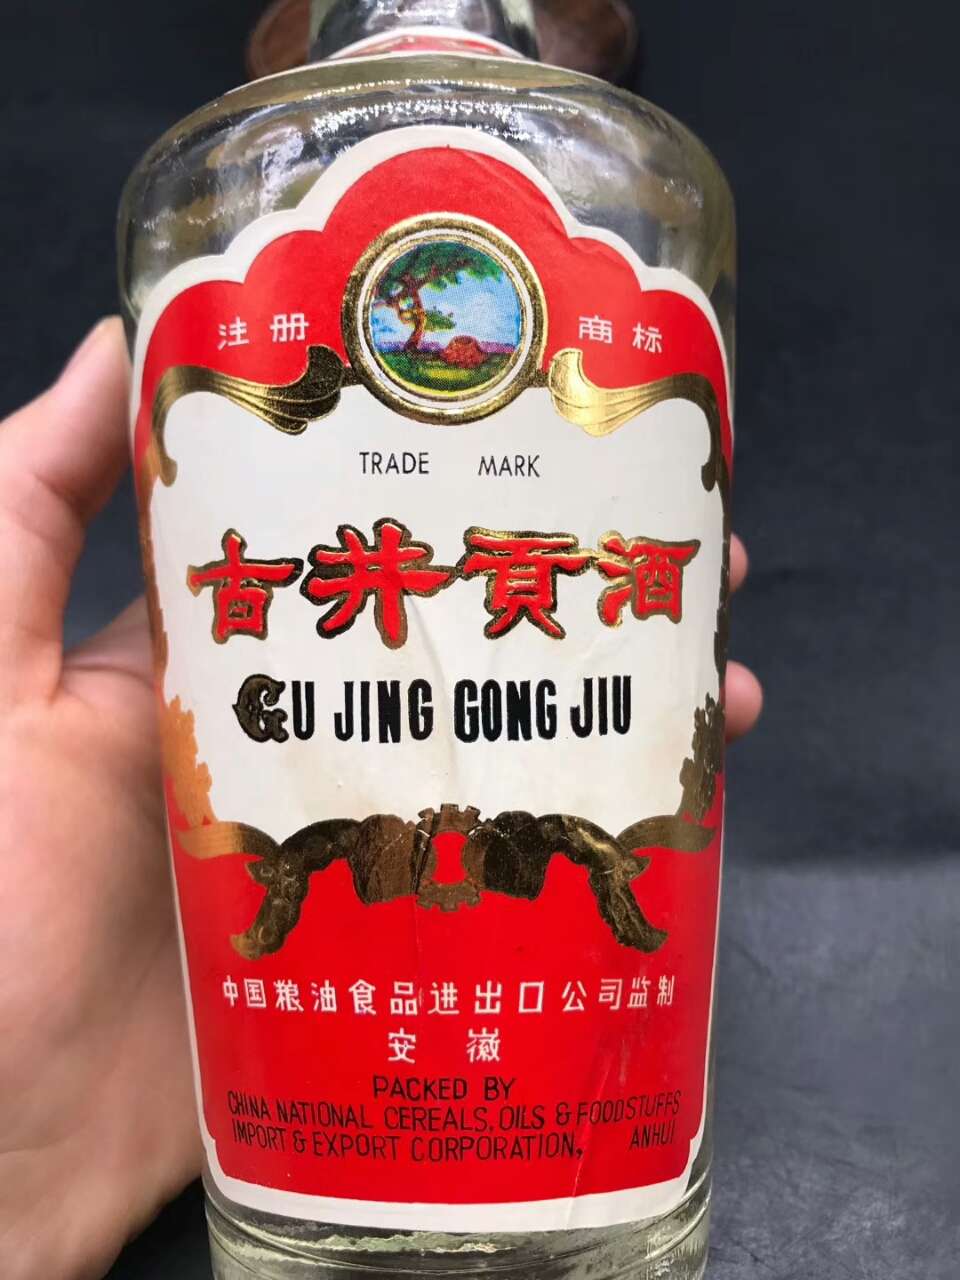 注册 商标
TRADE MARK
古井貢酒
GU JING GONG JIU
中国粮油食品进出口公司监制
安徽
PACKED BY
CHINA NATIONAL CEREALS, OILS & FOODSTUFFS
IMPORT & EXPORT CORPORATION, ANHUI